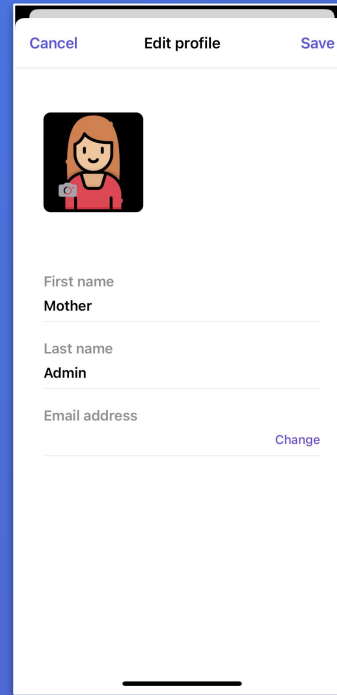 Cancel Edit profile Save
First name
Mother
Last name
Admin
Email address
Change